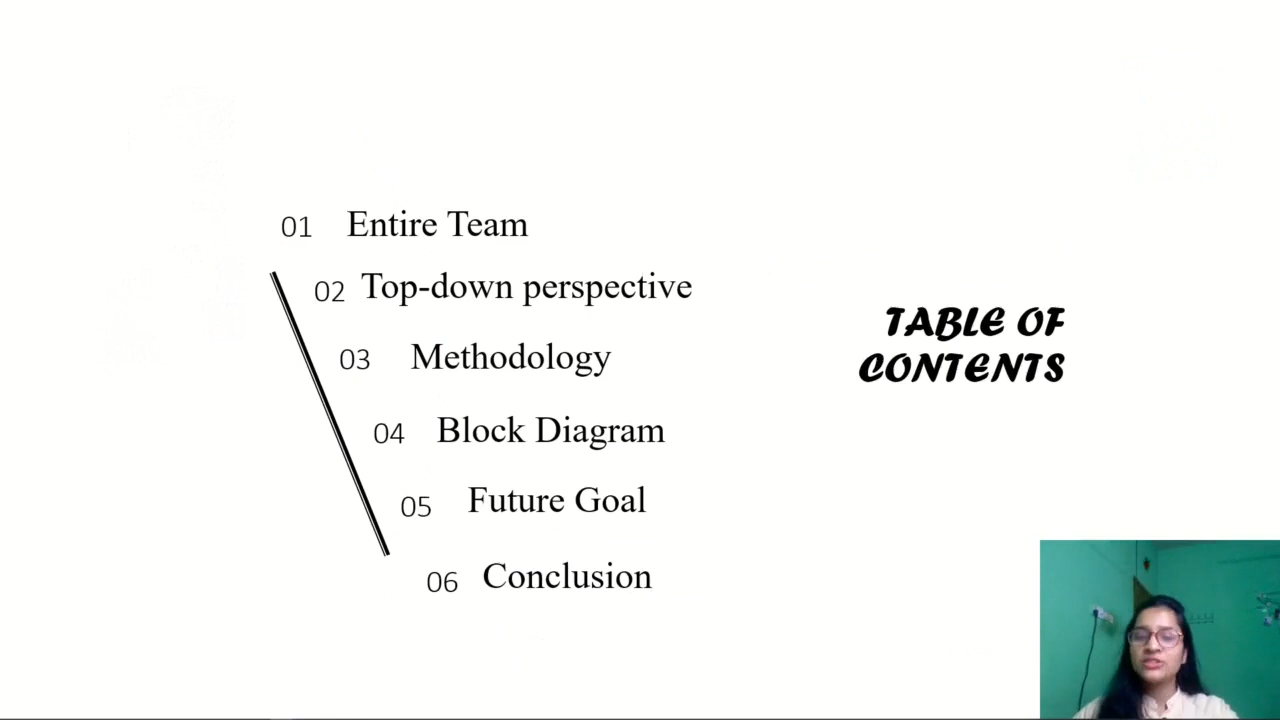 01 Entire Team
02 Top-down perspective
03 Methodology
04 Block Diagram
05 Future Goal
06 Conclusion
TABLE OF
CONTENTS